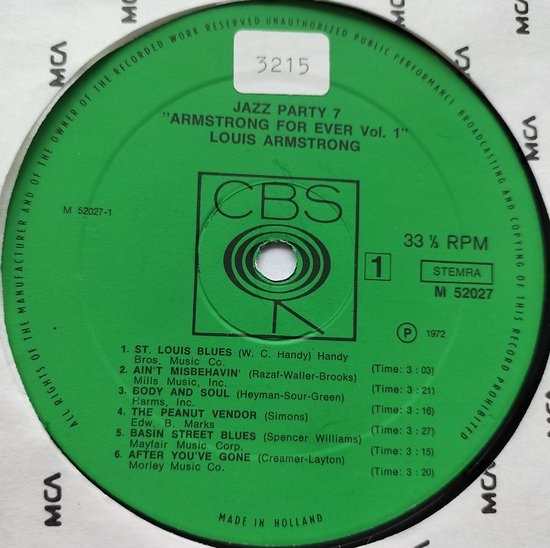 3215
ALL RIGHTS OF THE MANUFACTURER AND OF THE OWNER OF THE RECORDED WORK RESERVED UNAUTHORIZED PUBLIC PERFORMANCE BROADCASTING AND COPYING OF THIS RECORD PROHIBITED
JAZZ PARTY 7
"ARMSTRONG FOR EVER Vol. 1"
LOUIS ARMSTRONG
CBS
M 52027-1
33⅓ RPM
1
STEMRA
M 52027
P 1972
1. ST. LOUIS BLUES (W. C. Handy) Handy
Bros. Music Co. (Time: 3 : 03)
2. AIN'T MISBEHAVIN' (Razaf-Waller-Brooks)
Mills Music, Inc. (Time: 3 : 21)
3. BODY AND SOUL (Heyman-Sour-Green)
Harms, Inc. (Time: 3 : 16)
4. THE PEANUT VENDOR (Simons)
Edw. B. Marks (Time: 3 : 27)
5. BASIN STREET BLUES (Spencer Williams)
Mayfair Music Corp. (Time: 3 : 15)
6. AFTER YOU'VE GONE (Creamer-Layton)
Morley Music Co. (Time: 3 : 20)
MADE IN HOLLAND
MCA
MCA
MCA
MCA